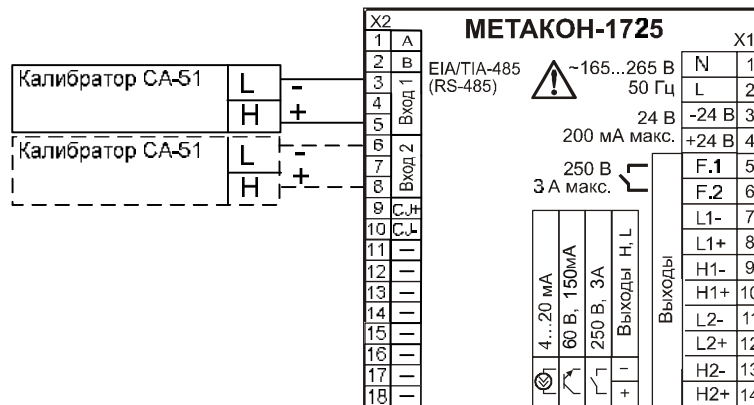 X2
МЕТАКОН-1725
X1
1 A
2 B
3
4
5
Вход 1
6
7
8
Вход 2
9 CJ+
10 CJ-
11 –
12 –
13 –
14 –
15 –
16 –
17 –
18 –
Калибратор CA-51
L -
H +
Калибратор CA-51
L -
H +
EIA/TIA-485
(RS-485)
~165...265 В
50 Гц
24 В
200 мА макс.
250 В
3 А макс.
N 1
L 2
-24 В 3
+24 В 4
F.1 5
F.2 6
L1- 7
L1+ 8
H1- 9
H1+ 10
L2- 11
L2+ 12
H2- 13
H2+ 14
Выходы
4...20 мА
60 В, 150мА
250 В, 3А
Выходы H, L
– +